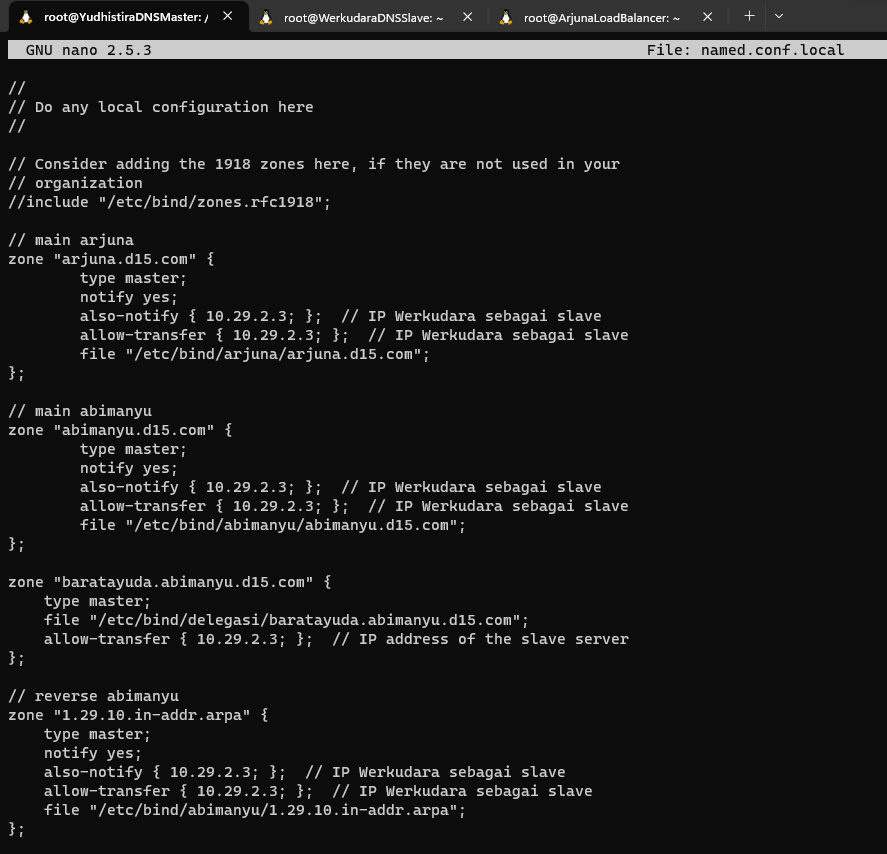 root@YudhistiraDNSMaster: /
root@WerkudaraDNSSlave: ~
root@ArjunaLoadBalancer: ~
GNU nano 2.5.3 File: named.conf.local
//
// Do any local configuration here
//
// Consider adding the 1918 zones here, if they are not used in your
// organization
//include "/etc/bind/zones.rfc1918";
// main arjuna
zone "arjuna.d15.com" {
        type master;
        notify yes;
        also-notify { 10.29.2.3; };  // IP Werkudara sebagai slave
        allow-transfer { 10.29.2.3; };  // IP Werkudara sebagai slave
        file "/etc/bind/arjuna/arjuna.d15.com";
};
// main abimanyu
zone "abimanyu.d15.com" {
        type master;
        notify yes;
        also-notify { 10.29.2.3; };  // IP Werkudara sebagai slave
        allow-transfer { 10.29.2.3; };  // IP Werkudara sebagai slave
        file "/etc/bind/abimanyu/abimanyu.d15.com";
};
zone "baratayuda.abimanyu.d15.com" {
    type master;
    file "/etc/bind/delegasi/baratayuda.abimanyu.d15.com";
    allow-transfer { 10.29.2.3; };  // IP address of the slave server
};
// reverse abimanyu
zone "1.29.10.in-addr.arpa" {
    type master;
    notify yes;
    also-notify { 10.29.2.3; };  // IP Werkudara sebagai slave
    allow-transfer { 10.29.2.3; };  // IP Werkudara sebagai slave
    file "/etc/bind/abimanyu/1.29.10.in-addr.arpa";
};